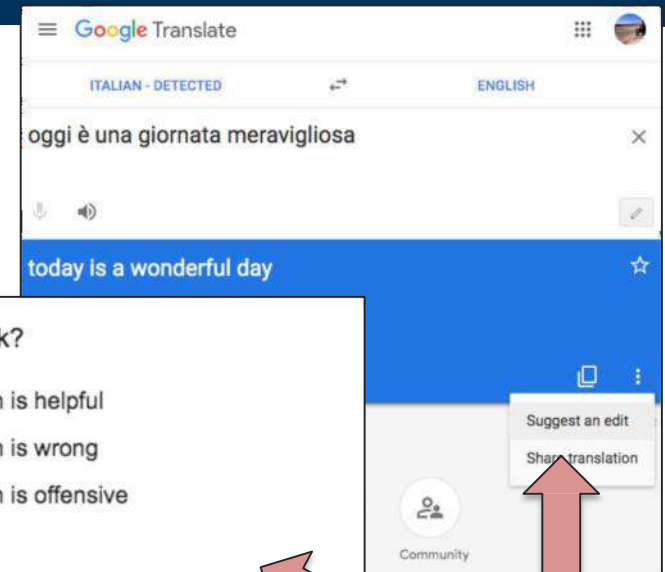 Google Translate
ITALIAN - DETECTED
ENGLISH
oggi è una giornata meravigliosa
today is a wonderful day
k?
n is helpful
n is wrong
n is offensive
Suggest an edit
Share translation
Community